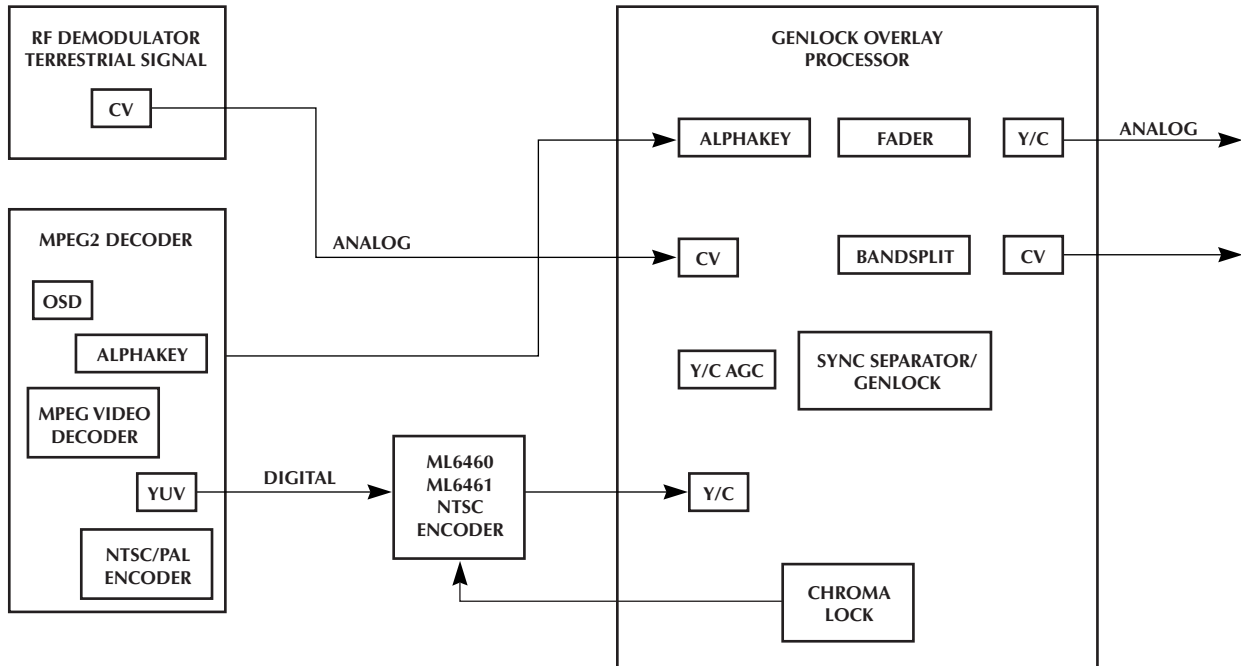 RF DEMODULATOR
TERRESTRIAL SIGNAL
CV
MPEG2 DECODER
OSD
ALPHAKEY
MPEG VIDEO
DECODER
YUV
NTSC/PAL
ENCODER
ANALOG
DIGITAL
ML6460
ML6461
NTSC
ENCODER
GENLOCK OVERLAY
PROCESSOR
ALPHAKEY
FADER
Y/C
CV
BANDSPLIT
CV
Y/C AGC
SYNC SEPARATOR/
GENLOCK
Y/C
CHROMA
LOCK
ANALOG